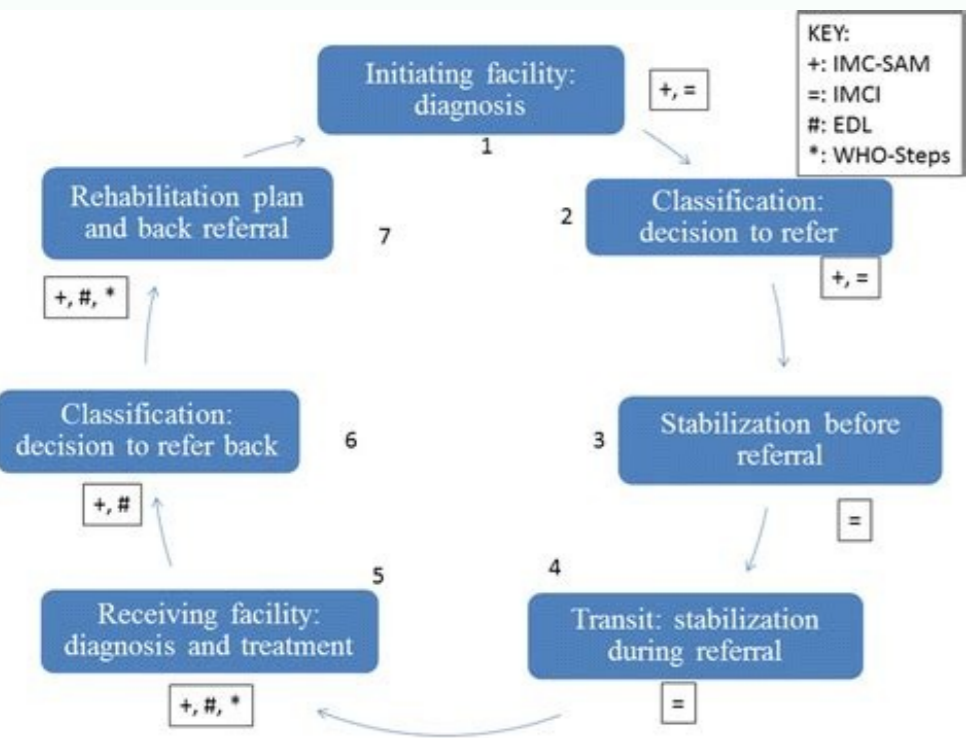 KEY:
+: IMC-SAM
=: IMCI
#: EDL
*: WHO-Steps
Initiating facility:
diagnosis
+, =
1
Classification:
decision to refer
2
+, =
Stabilization before
referral
3
=
Transit: stabilization
during referral
4
=
Receiving facility:
diagnosis and treatment
5
+, #, *
Classification:
decision to refer back
6
+, #
Rehabilitation plan
and back referral
7
+, #, *